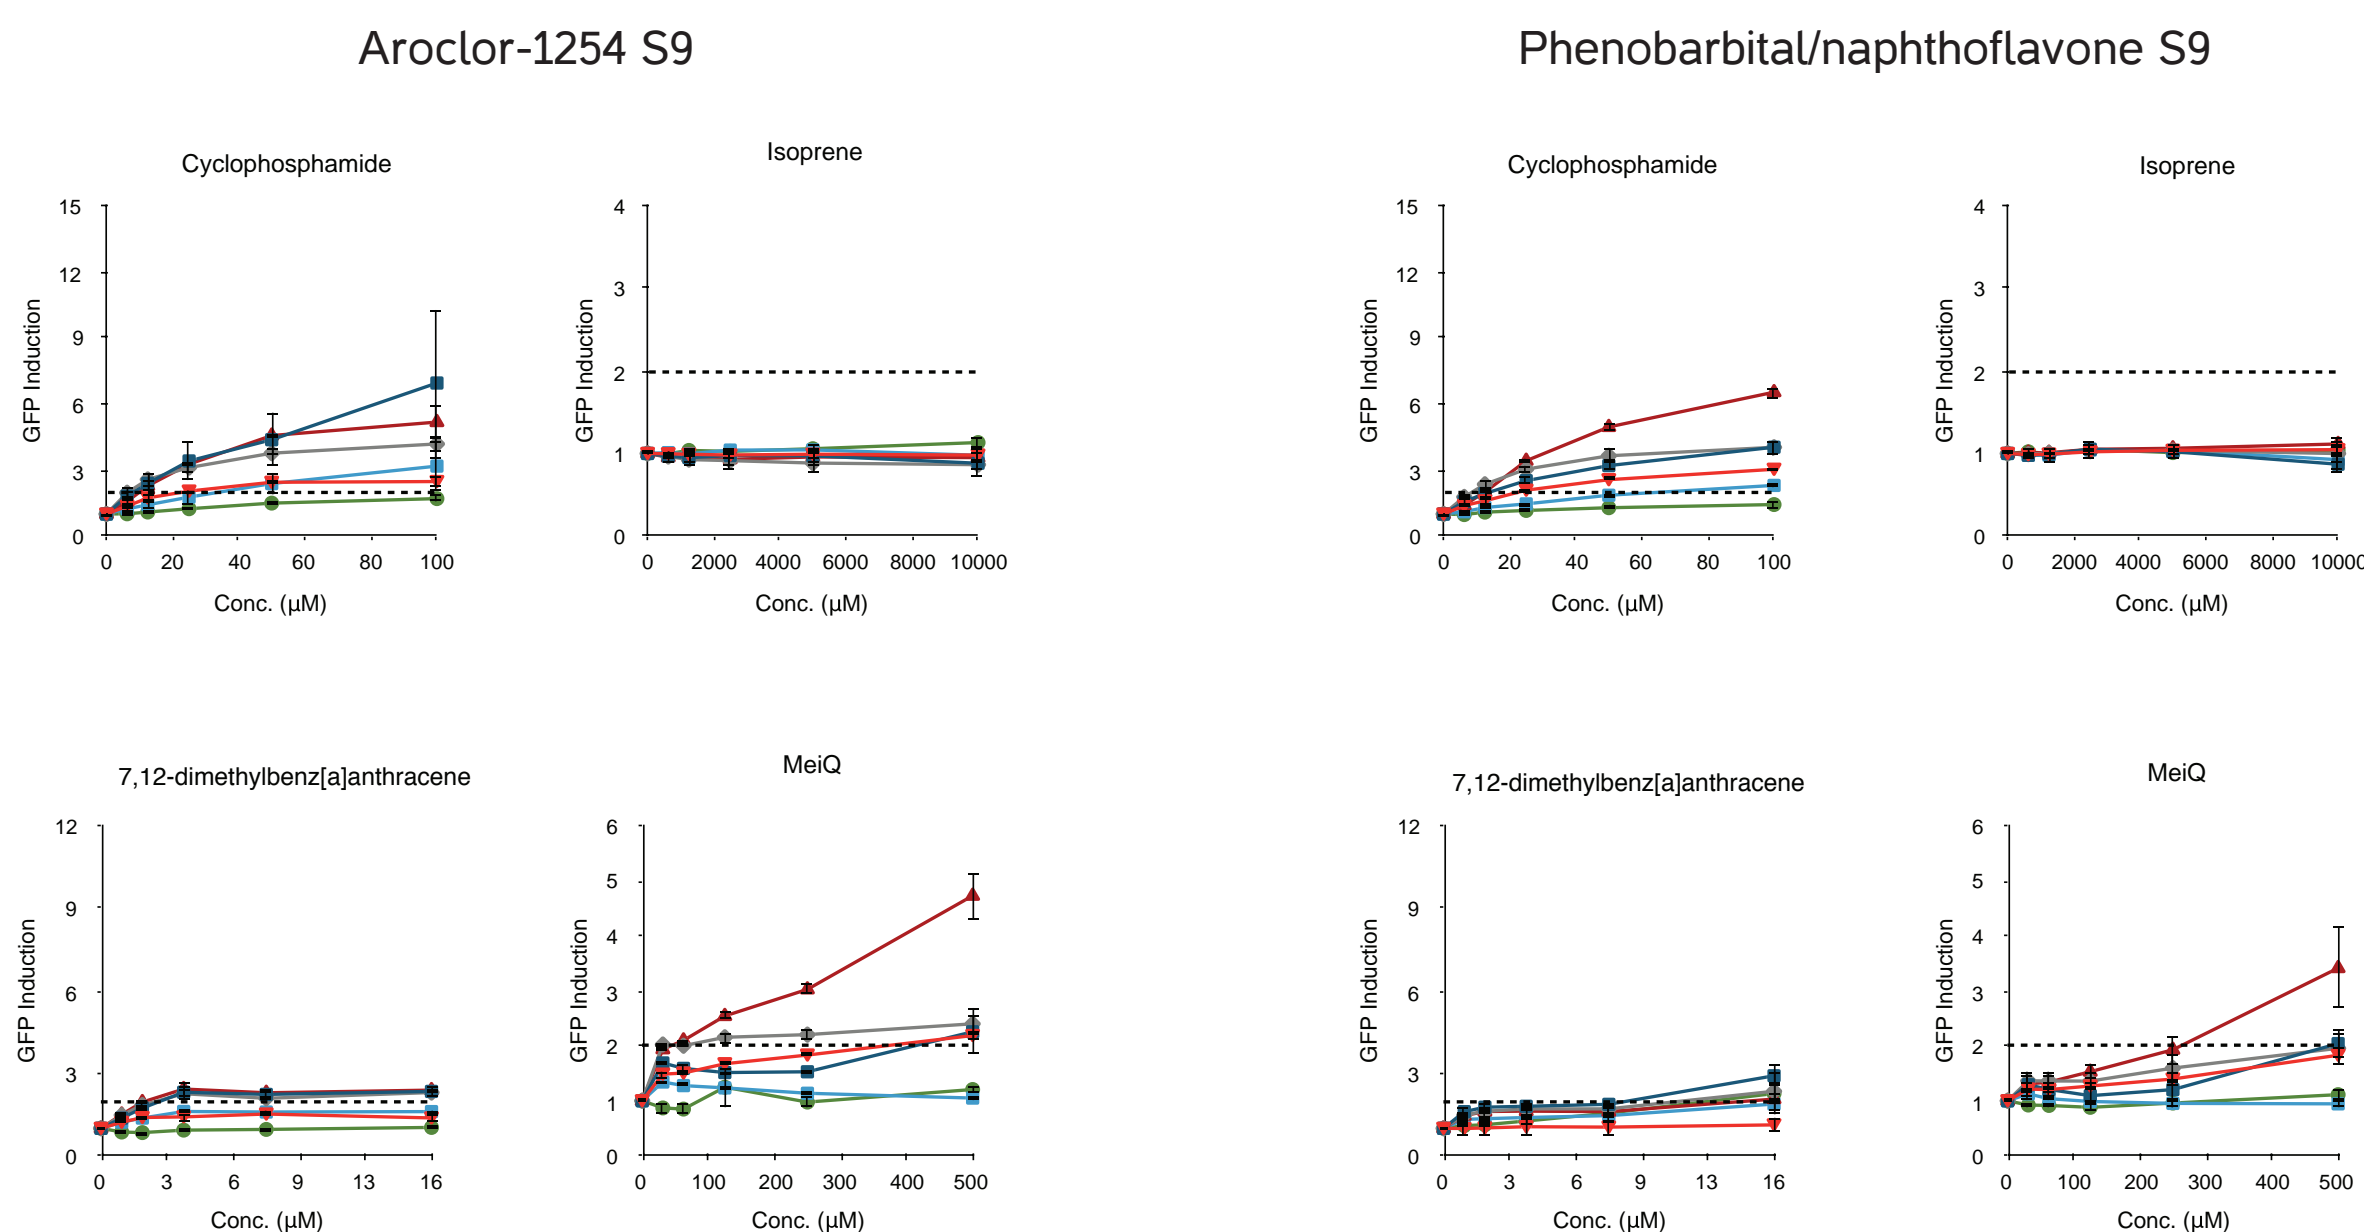 Aroclor-1254 S9
Phenobarbital/naphthoflavone S9
Cyclophosphamide
GFP Induction
15
12
9
6
3
0
0 20 40 60 80 100
Conc. (µM)
Isoprene
GFP Induction
4
3
2
1
0
0 2000 4000 6000 8000 10000
Conc. (µM)
Cyclophosphamide
GFP Induction
15
12
9
6
3
0
0 20 40 60 80 100
Conc. (µM)
Isoprene
GFP Induction
4
3
2
1
0
0 2000 4000 6000 8000 10000
Conc. (µM)
7,12-dimethylbenz[a]anthracene
GFP Induction
12
9
6
3
0
0 3 6 9 13 16
Conc. (µM)
MeiQ
GFP Induction
6
5
4
3
2
1
0
0 100 200 300 400 500
Conc. (µM)
7,12-dimethylbenz[a]anthracene
GFP Induction
12
9
6
3
0
0 3 6 9 13 16
Conc. (µM)
MeiQ
GFP Induction
6
5
4
3
2
1
0
0 100 200 300 400 500
Conc. (µM)